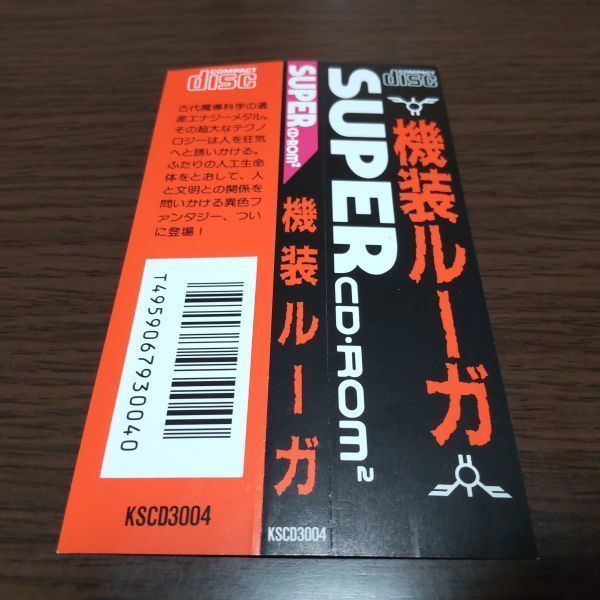 COMPACT
disc
古代魔導科学の遺
産エナジーメタル。
その超大なテクノ
ロジーは人を狂気
へと誘いかける。
ふたりの人工生命
体をとおして、人
と文明との関係を
問いかける異色フ
ァンタジー、つい
に登場！
T4959067930040
KSCD3004
SUPER
CD-ROM²
機装ルーガ
KSCD3004
COMPACT
disc
SUPER
CD·ROM²
機装ルーガ